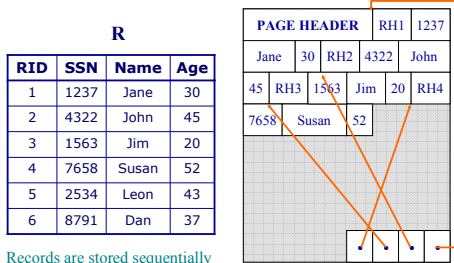 R
RID SSN Name Age
1 1237 Jane 30
2 4322 John 45
3 1563 Jim 20
4 7658 Susan 52
5 2534 Leon 43
6 8791 Dan 37
Records are stored sequentially
PAGE HEADER RH1 1237
Jane 30 RH2 4322 John
45 RH3 1563 Jim 20 RH4
7658 Susan 52